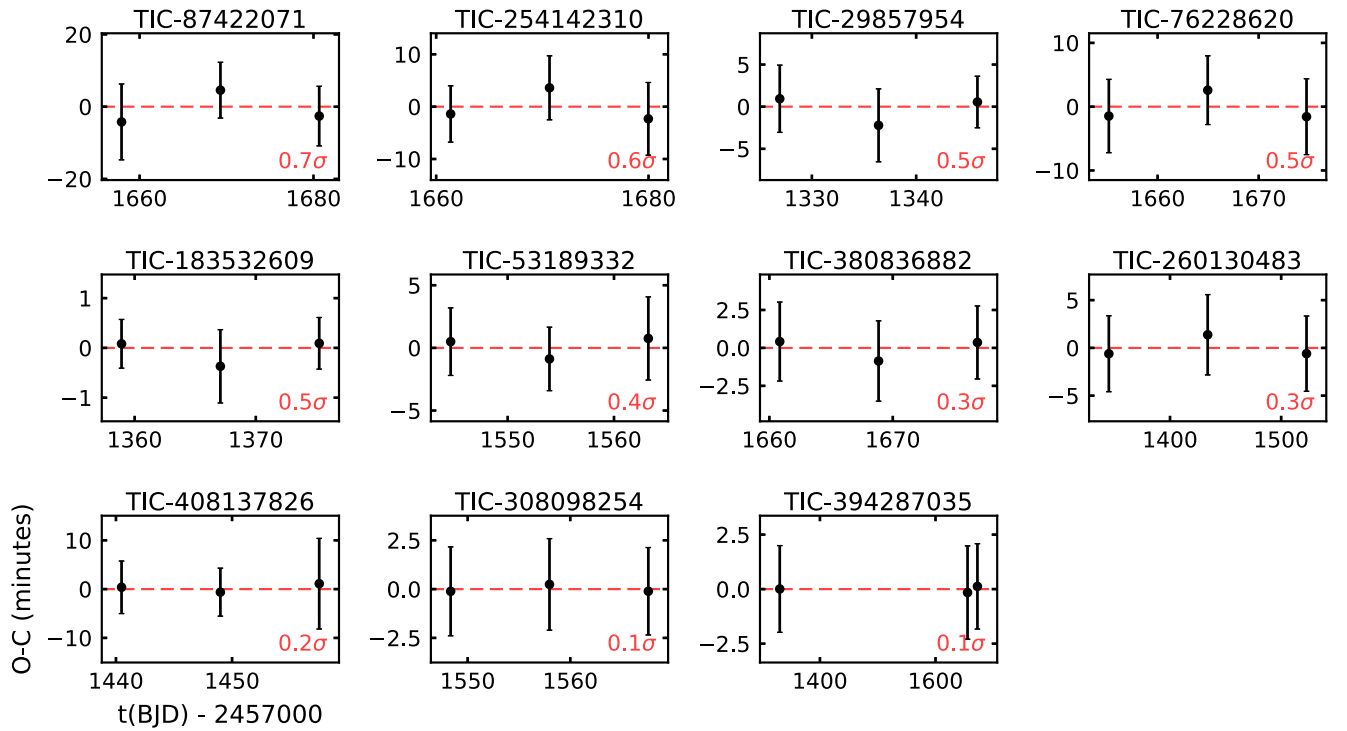 TIC-87422071 TIC-254142310 TIC-29857954 TIC-76228620
20 0 −20 1660 1680 0.7σ
10 0 −10 1660 1680 0.6σ
5 0 −5 1330 1340 0.5σ
10 0 −10 1660 1670 0.5σ
TIC-183532609 TIC-53189332 TIC-380836882 TIC-260130483
1 0 −1 1360 1370 0.5σ
5 0 −5 1550 1560 0.4σ
2.5 0.0 −2.5 1660 1670 0.3σ
5 0 −5 1400 1500 0.3σ
TIC-408137826 TIC-308098254 TIC-394287035
10 0 −10 1440 1450 0.2σ
2.5 0.0 −2.5 1550 1560 0.1σ
2.5 0.0 −2.5 1400 1600 0.1σ
O-C (minutes)
t(BJD) - 2457000